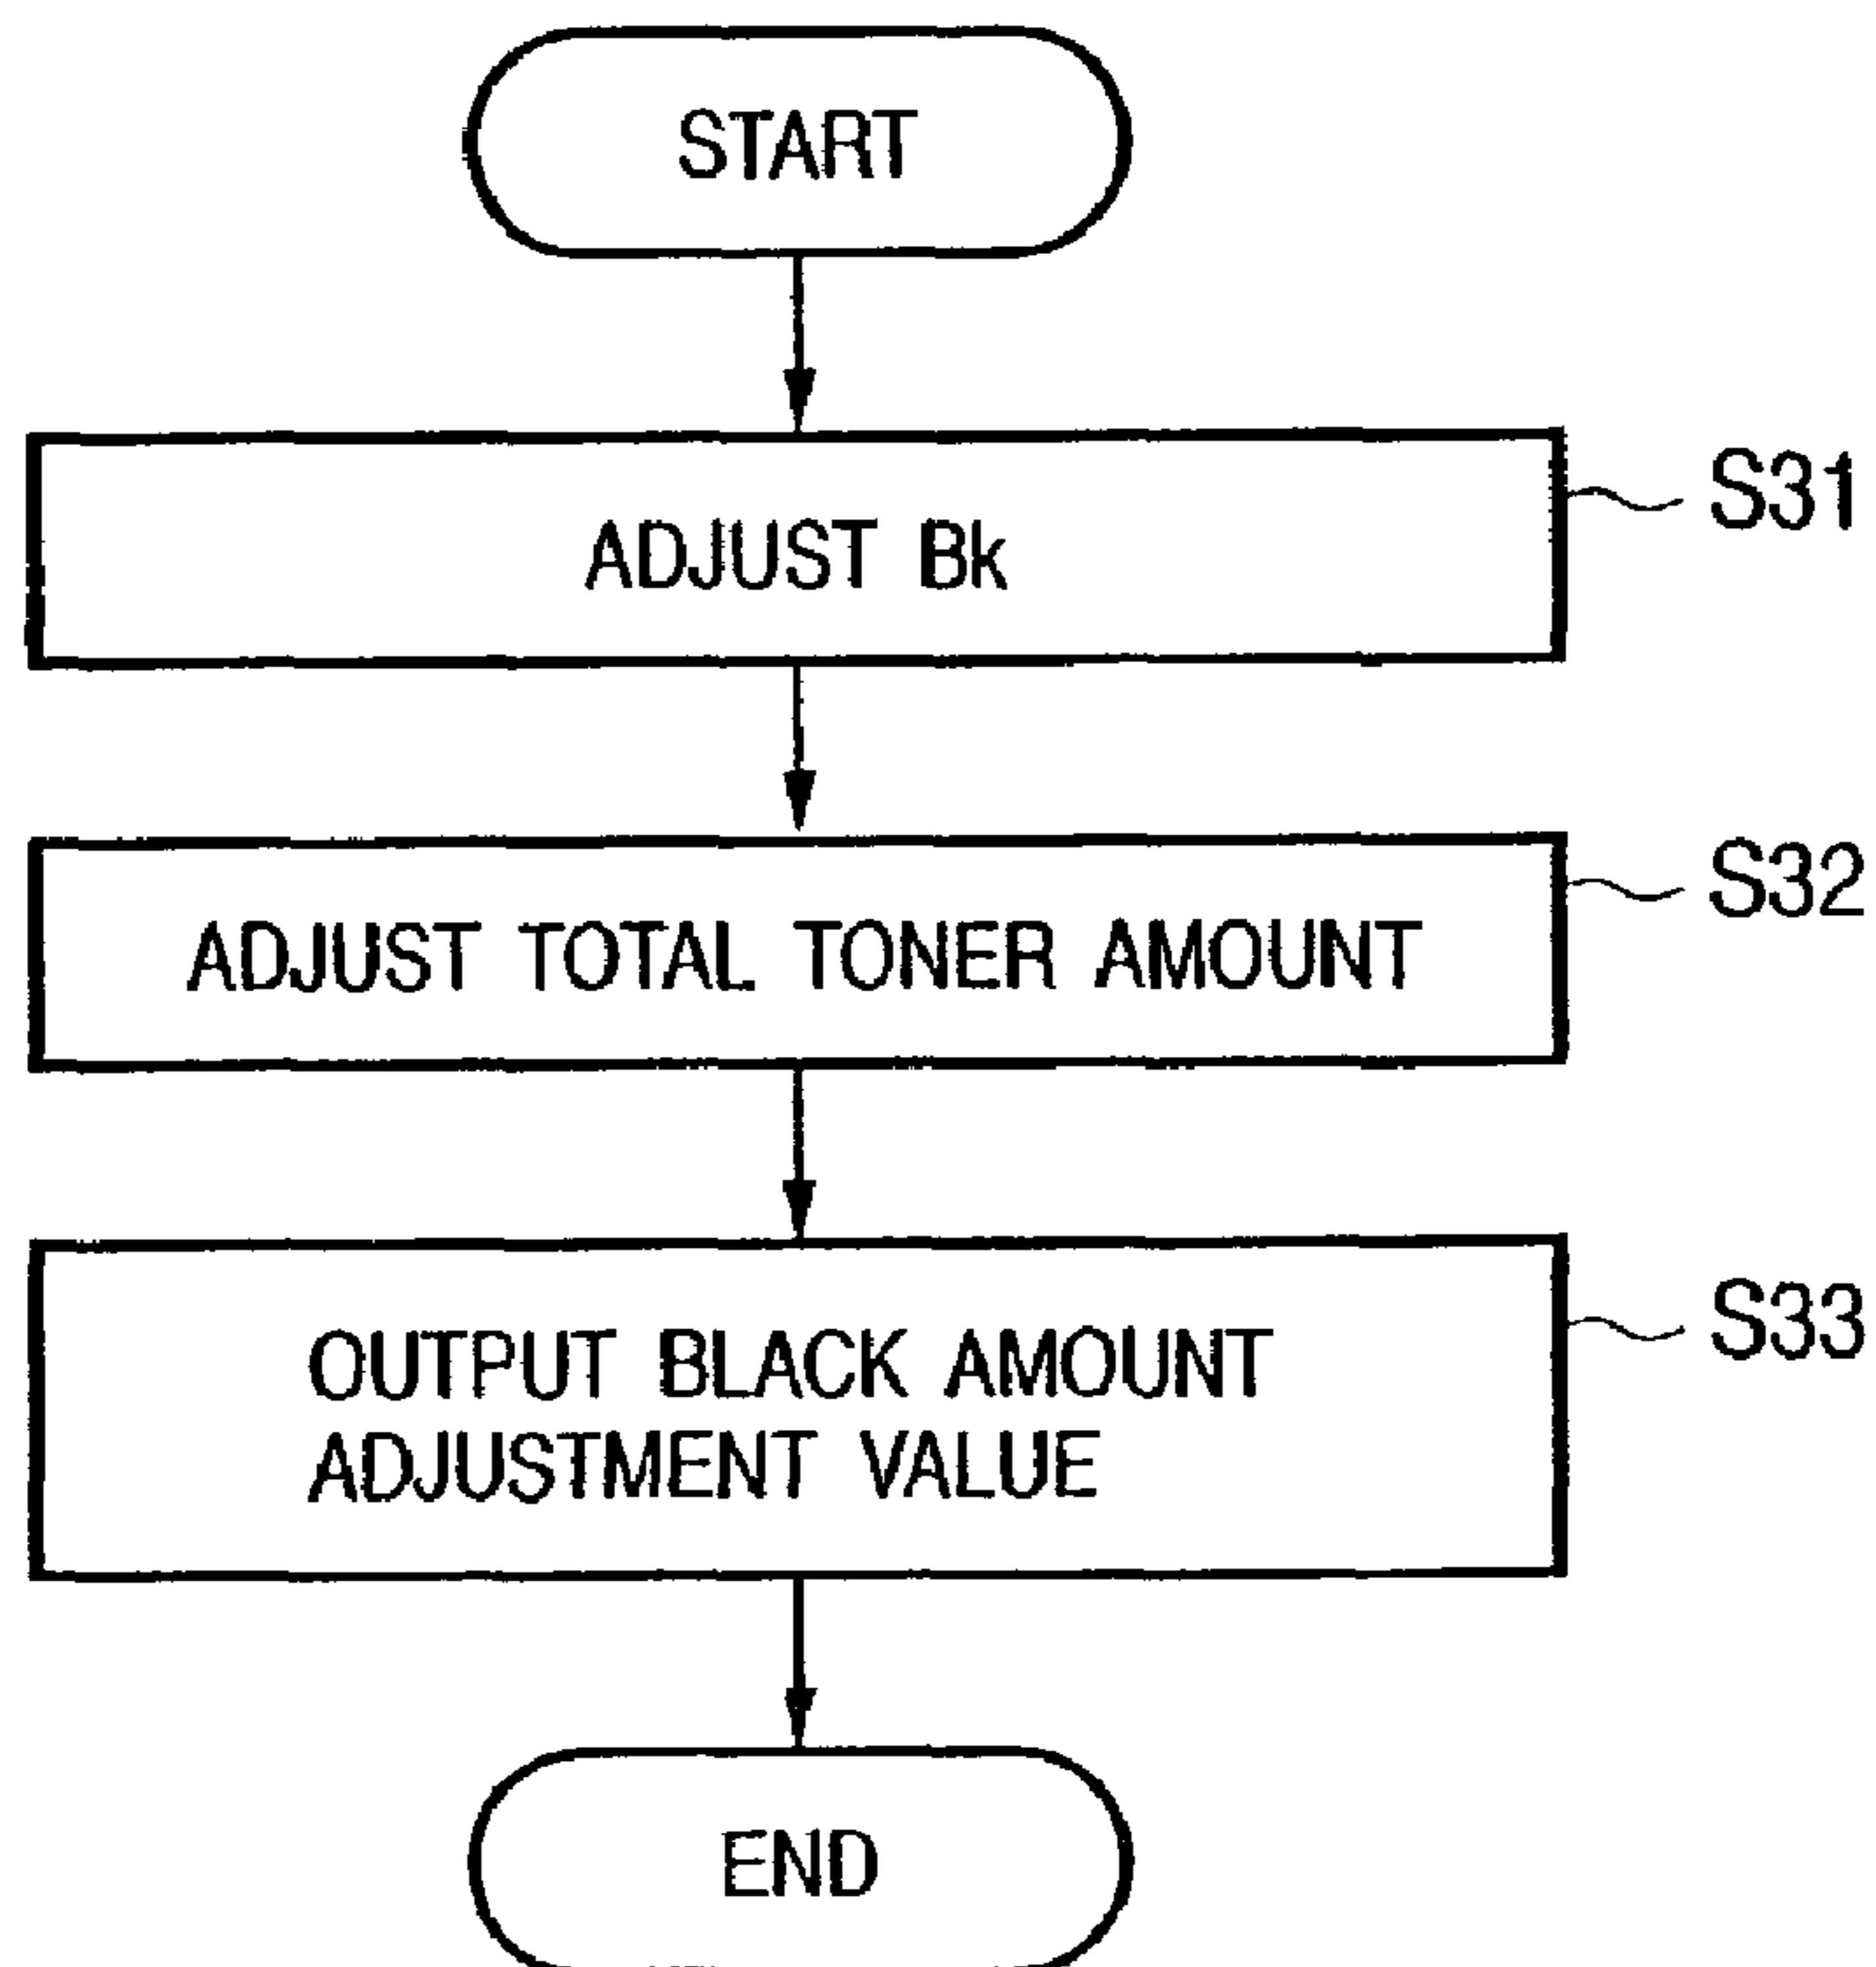 START
ADJUST Bk
S31
ADJUST TOTAL TONER AMOUNT
S32
OUTPUT BLACK AMOUNT
ADJUSTMENT VALUE
S33
END